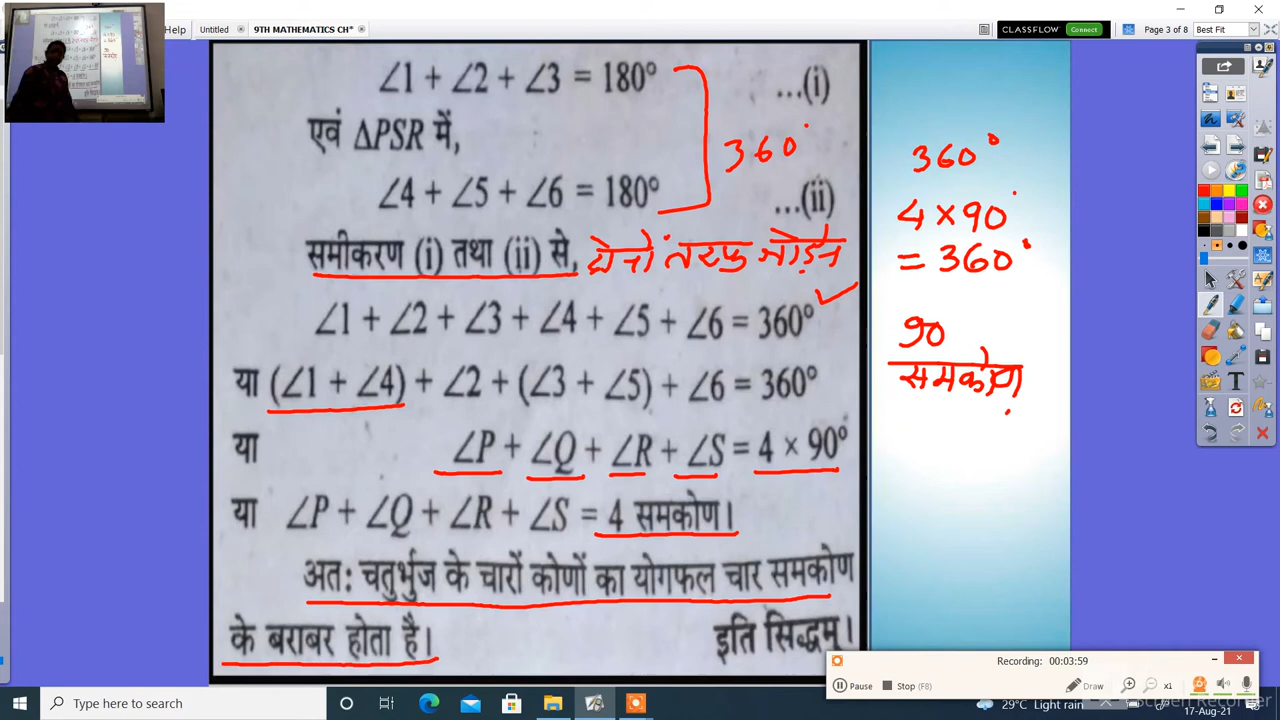 Help
Untitled
9TH MATHEMATICS CH*
CLASSFLOW
Connect
Page 3 of 8
Best Fit
∠1 + ∠2 + ∠3 = 180° ...(i)
एवं ΔPSR में,
360°
∠4 + ∠5 + ∠6 = 180° ...(ii)
समीकरण (i) तथा (ii) से, दोनों तरफ जोड़ने
∠1 + ∠2 + ∠3 + ∠4 + ∠5 + ∠6 = 360°
या (∠1 + ∠4) + ∠2 + (∠3 + ∠5) + ∠6 = 360°
या ∠P + ∠Q + ∠R + ∠S = 4 × 90°
या ∠P + ∠Q + ∠R + ∠S = 4 समकोण।
अतः चतुर्भुज के चारों कोणों का योगफल चार समकोण
के बराबर होता है। इति सिद्धम्।
360°
4 × 90°
= 360°
90
समकोण
Recording: 00:03:59
Pause
Stop (F8)
Draw
x1
Type here to search
29°C Light rain
17-Aug-21